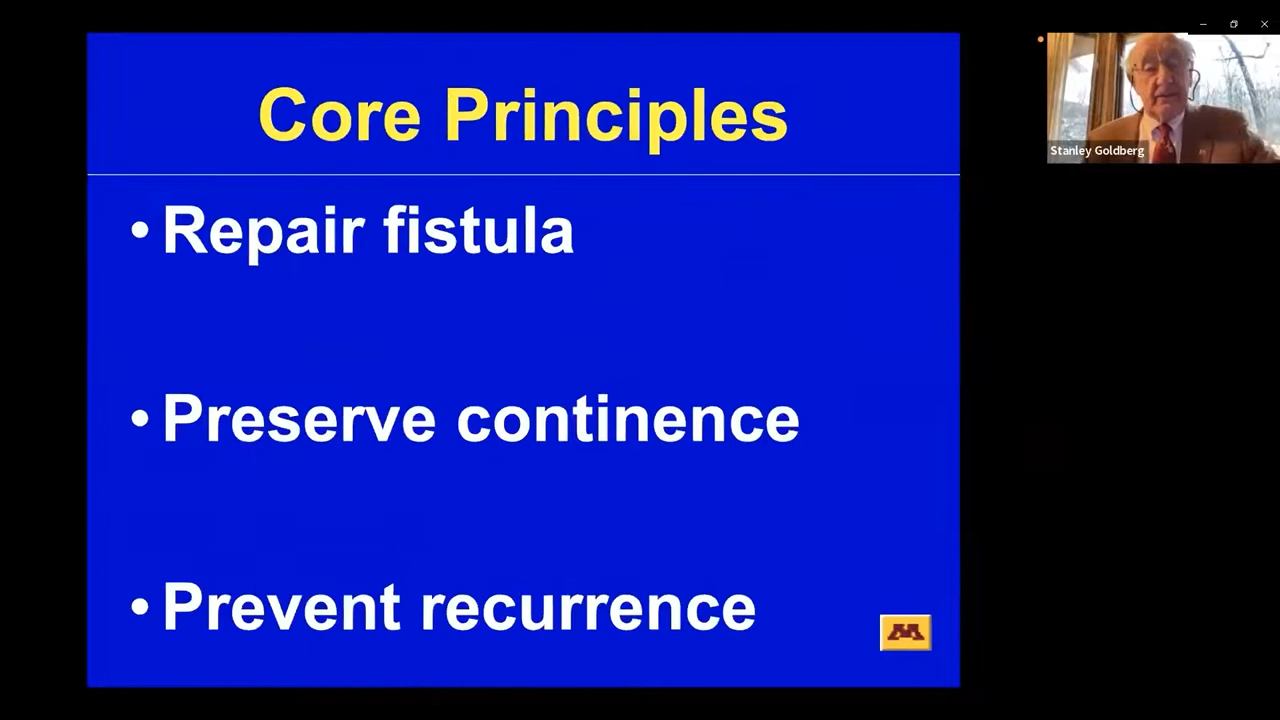 Core Principles
• Repair fistula
• Preserve continence
• Prevent recurrence
Stanley Goldberg
M